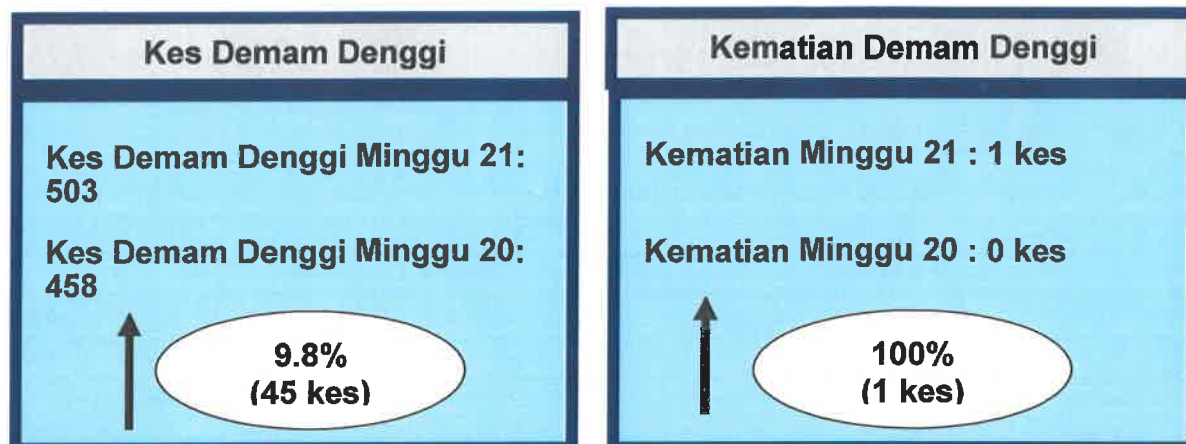 Kes Demam Denggi
Kes Demam Denggi Minggu 21:
503
Kes Demam Denggi Minggu 20:
458
9.8%
(45 kes)
Kematian Demam Denggi
Kematian Minggu 21 : 1 kes
Kematian Minggu 20 : 0 kes
100%
(1 kes)